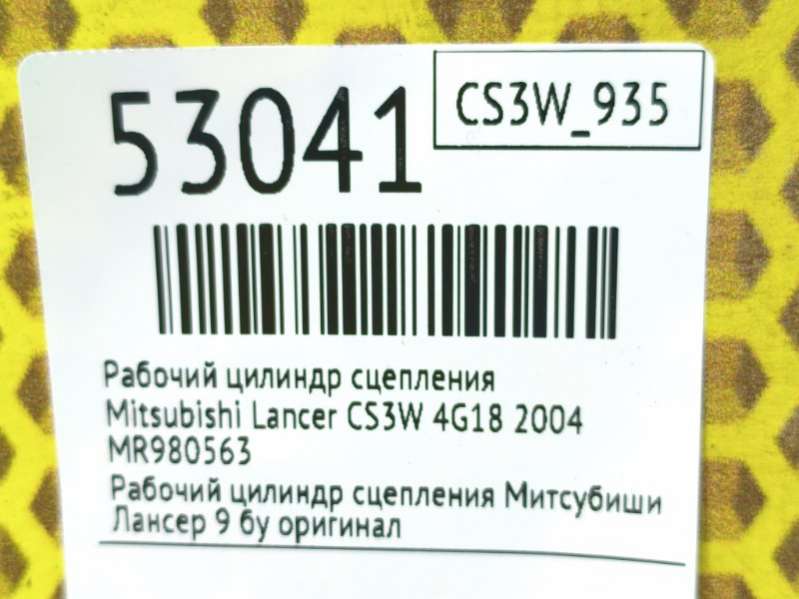 53041
CS3W_935
Рабочий цилиндр сцепления
Mitsubishi Lancer CS3W 4G18 2004
MR980563
Рабочий цилиндр сцепления Митсубиши
Лансер 9 бу оригинал